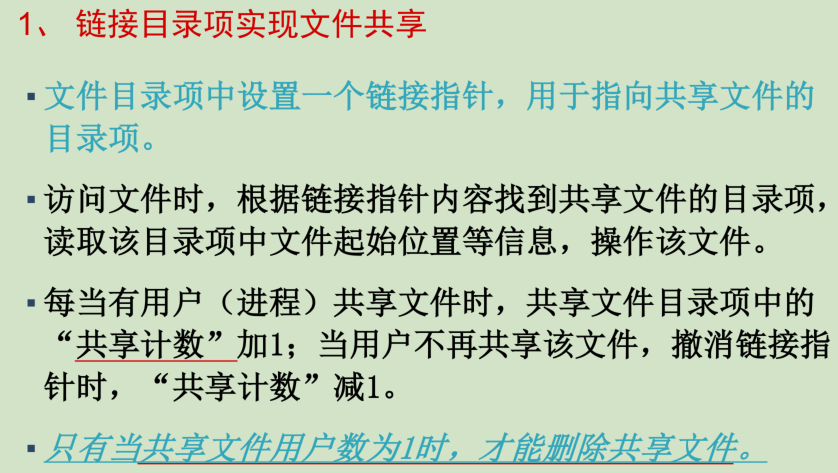 1、 链接目录项实现文件共享
▪文件目录项中设置一个链接指针，用于指向共享文件的
目录项。
▪访问文件时，根据链接指针内容找到共享文件的目录项，
读取该目录项中文件起始位置等信息，操作该文件。
▪每当有用户（进程）共享文件时，共享文件目录项中的
“共享计数”加1；当用户不再共享该文件，撤消链接指
针时，“共享计数”减1。
▪只有当共享文件用户数为1时，才能删除共享文件。